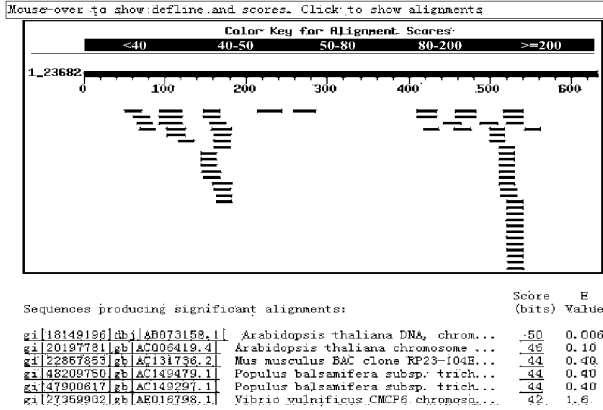 Mouse-over to show defline and scores. Click to show alignments
Color Key for Alignment Scores
<40 40-50 50-80 80-200 >=200
1_23682
0 100 200 300 400 500 600
Score E
Sequences producing significant alignments: (bits) Value
gi|18149196|dbj|AB073158.1| Arabidopsis thaliana DNA, chrom... 50 0.006
gi|20197781|gb|AC006419.4| Arabidopsis thaliana chromosome ... 46 0.10
gi|22857853|gb|AC131736.2| Mus musculus BAC clone RP23-104E... 44 0.40
gi|48209750|gb|AC149479.1| Populus balsamifera subsp. trich... 44 0.40
gi|47900617|gb|AC149297.1| Populus balsamifera subsp. trich... 44 0.40
gi|27359902|gb|AE016798.1| Vibrio vulnificus CMCP6 chromoso... 42 1.6